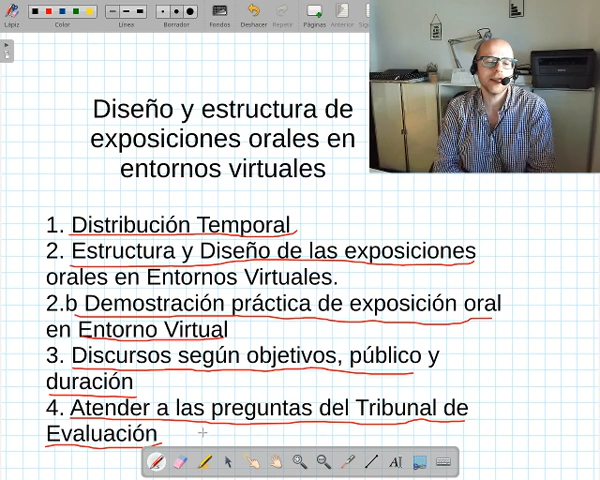 Lápiz Color Línea Borrador Fondos Deshacer Repetir Páginas Anterior
Diseño y estructura de
exposiciones orales en
entornos virtuales
1. Distribución Temporal
2. Estructura y Diseño de las exposiciones
orales en Entornos Virtuales.
2.b Demostración práctica de exposición oral
en Entorno Virtual
3. Discursos según objetivos, público y
duración
4. Atender a las preguntas del Tribunal de
Evaluación